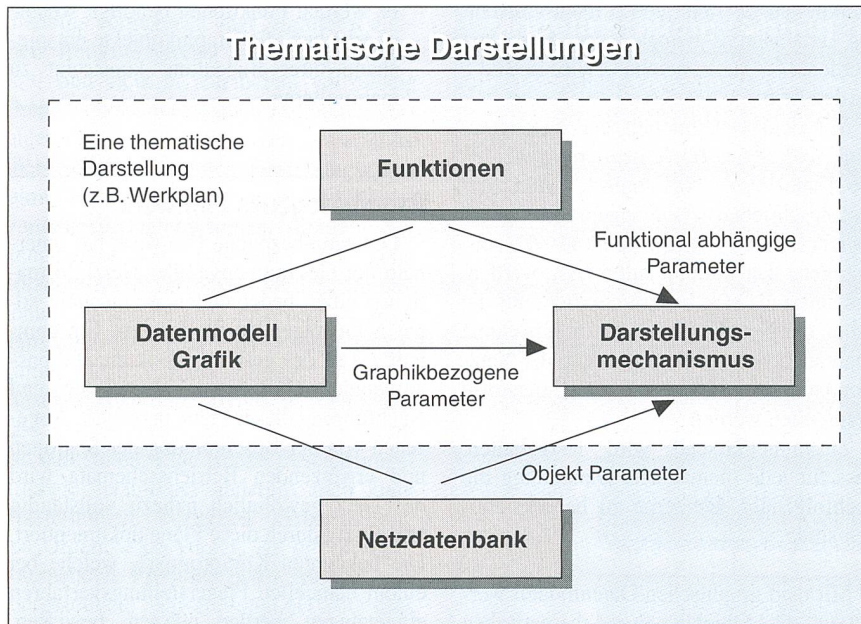 Thematische Darstellungen
Eine thematische
Darstellung
(z.B. Werkplan)
Funktionen
Funktional abhängige
Parameter
Datenmodell
Grafik
Darstellungs-
mechanismus
Graphikbezogene
Parameter
Objekt Parameter
Netzdatenbank